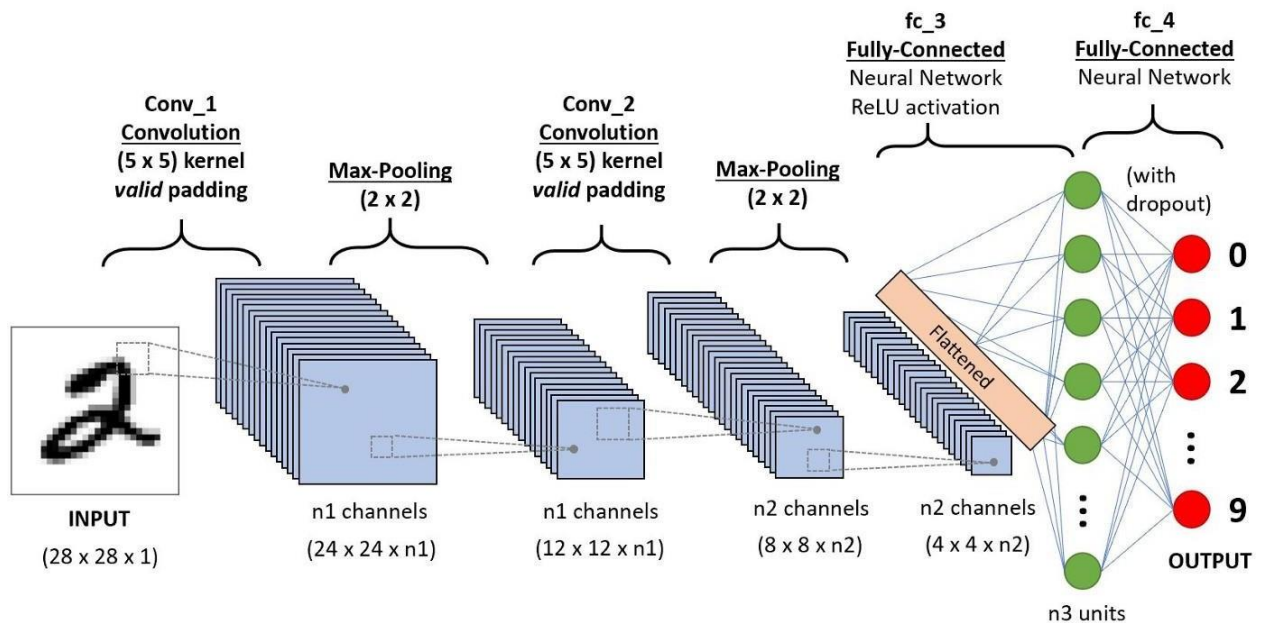 fc_3
Fully-Connected
Neural Network
ReLU activation
fc_4
Fully-Connected
Neural Network
Conv_1
Convolution
(5 x 5) kernel
valid padding
Max-Pooling
(2 x 2)
Conv_2
Convolution
(5 x 5) kernel
valid padding
Max-Pooling
(2 x 2)
(with
dropout)
Flattened
0
1
2
9
INPUT
(28 x 28 x 1)
n1 channels
(24 x 24 x n1)
n1 channels
(12 x 12 x n1)
n2 channels
(8 x 8 x n2)
n2 channels
(4 x 4 x n2)
OUTPUT
n3 units